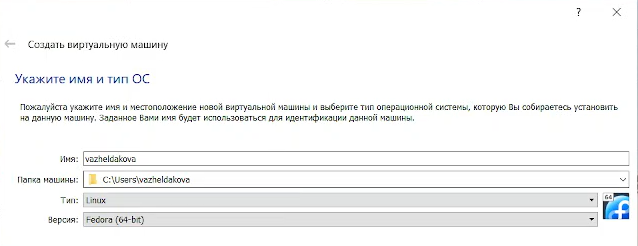 ?
Создать виртуальную машину
Укажите имя и тип ОС
Пожалуйста укажите имя и местоположение новой виртуальной машины и выберите тип операционной системы, которую Вы собираетесь установить
на данную машину. Заданное Вами имя будет использоваться для идентификации данной машины.
Имя: vazheldakova
Папка машины: C:\Users\vazheldakova
Тип: Linux
64
Версия: Fedora (64-bit)